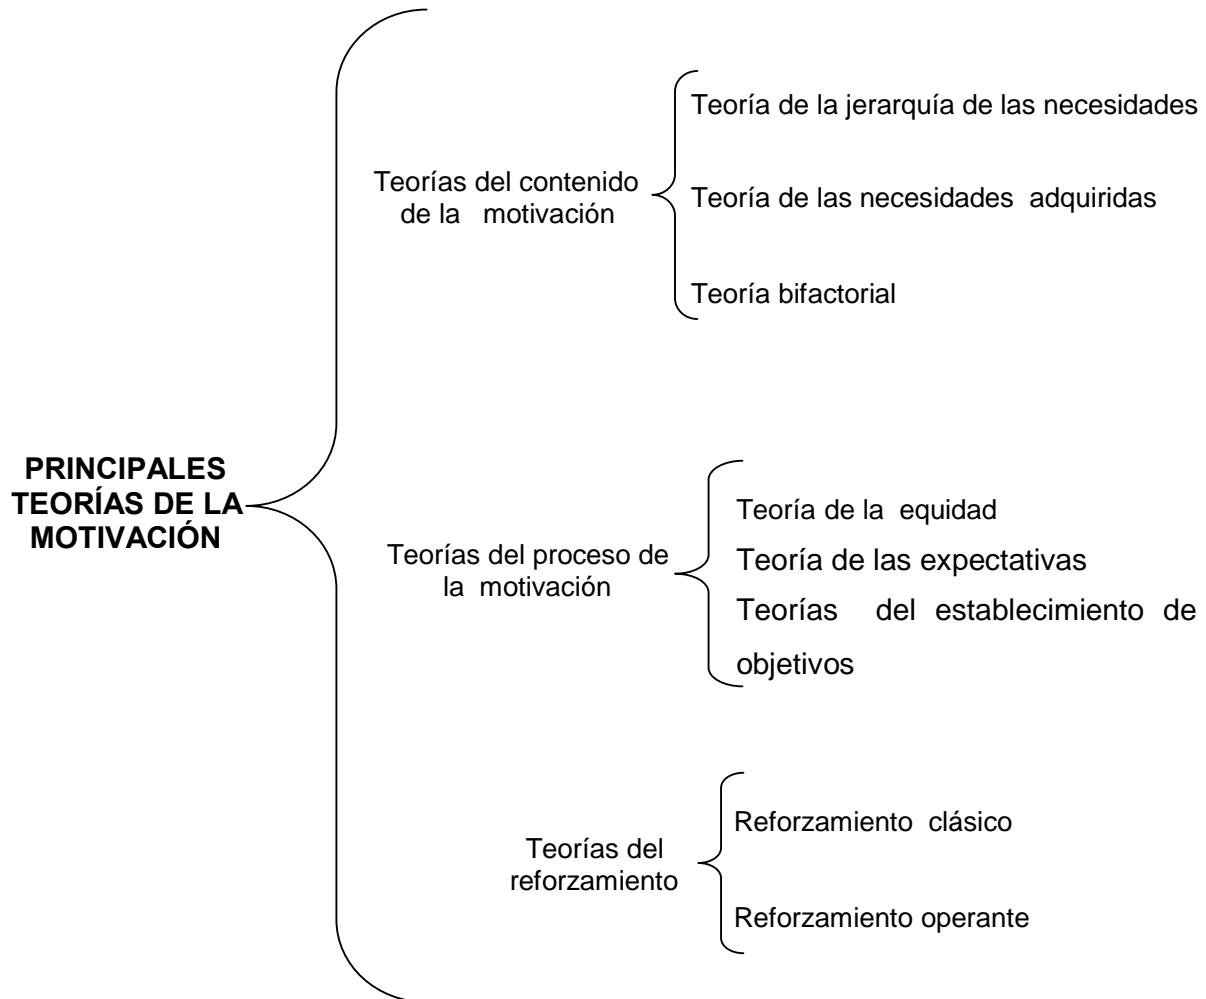 PRINCIPALES
TEORÍAS DE LA
MOTIVACIÓN
Teorías del contenido
de la motivación
Teoría de la jerarquía de las necesidades
Teoría de las necesidades adquiridas
Teoría bifactorial
Teorías del proceso de
la motivación
Teoría de la equidad
Teoría de las expectativas
Teorías del establecimiento de
objetivos
Teorías del
reforzamiento
Reforzamiento clásico
Reforzamiento operante